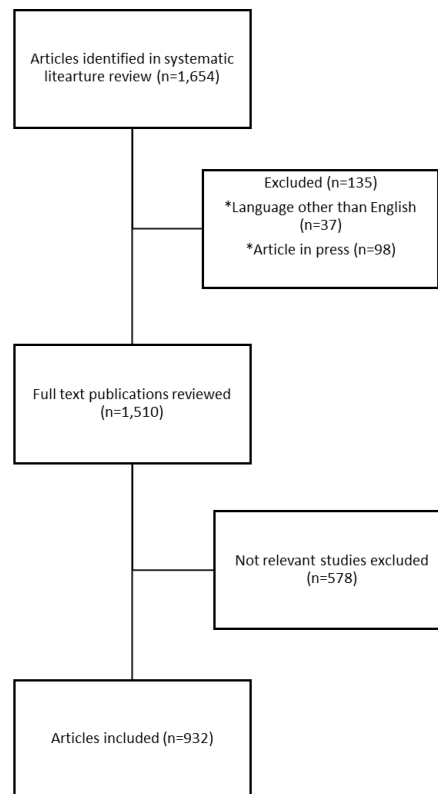 Articles identified in systematic
litearture review (n=1,654)
Excluded (n=135)
*Language other than English
(n=37)
*Article in press (n=98)
Full text publications reviewed
(n=1,510)
Not relevant studies excluded
(n=578)
Articles included (n=932)